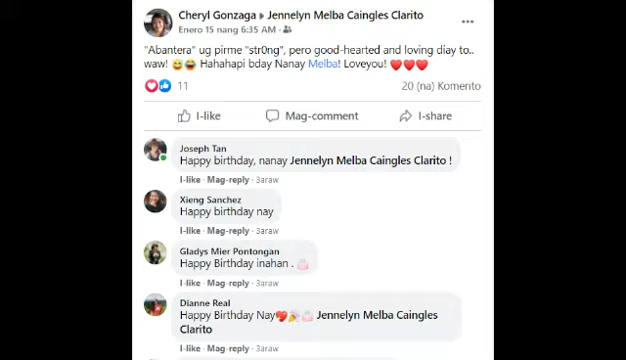 Cheryl Gonzaga ▸ Jennelyn Melba Caingles Clarito
Enero 15 nang 6:35 AM ·
"Abantera" ug pirme "str0ng", pero good-hearted and loving diay to..
waw! 😅😂 Hahahapi bday Nanay Melba! Loveyou! ❤❤❤
11
20 (na) Komento
I-like
Mag-comment
I-share
Joseph Tan
Happy birthday, nanay Jennelyn Melba Caingles Clarito !
I-like · Mag-reply · 3araw
Xieng Sanchez
Happy birthday nay
I-like · Mag-reply · 3araw
Gladys Mier Pontongan
Happy Birthday inahan . 🎂
I-like · Mag-reply · 3araw
Dianne Real
Happy Birthday Nay❤🎉🎂 Jennelyn Melba Caingles
Clarito
I-like · Mag-reply · 3araw